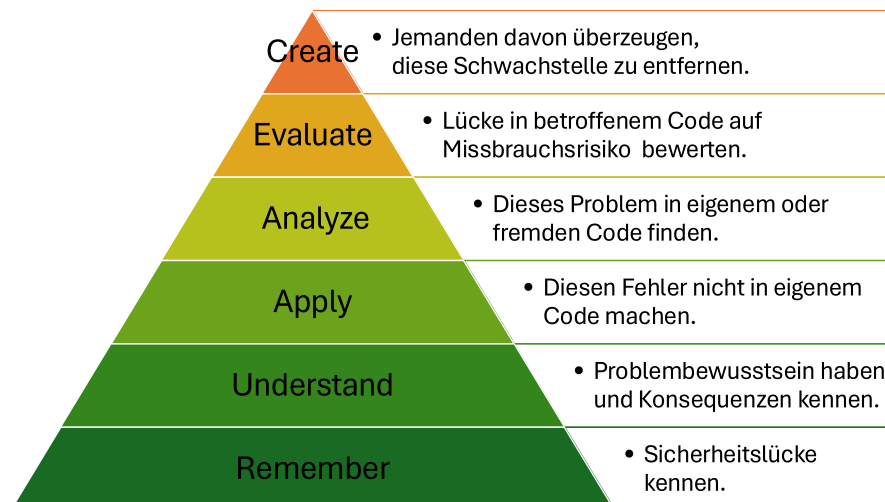 Create
• Jemanden davon überzeugen,
diese Schwachstelle zu entfernen.
Evaluate
• Lücke in betroffenem Code auf
Missbrauchsrisiko bewerten.
Analyze
• Dieses Problem in eigenem oder
fremden Code finden.
Apply
• Diesen Fehler nicht in eigenem
Code machen.
Understand
• Problembewusstsein haben
und Konsequenzen kennen.
Remember
• Sicherheitslücke
kennen.